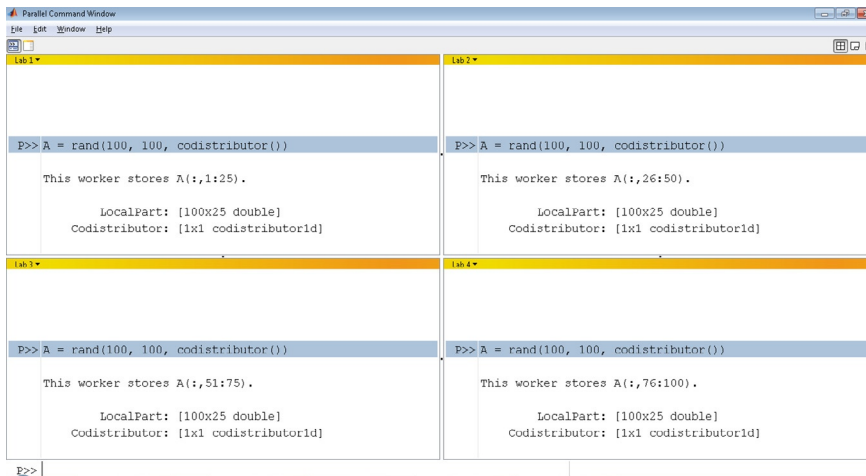 Parallel Command Window
File Edit Window Help
Lab 1
P>> A = rand(100, 100, codistributor())
This worker stores A(:,1:25).
LocalPart: [100x25 double]
Codistributor: [1x1 codistributor1d]
Lab 2
P>> A = rand(100, 100, codistributor())
This worker stores A(:,26:50).
LocalPart: [100x25 double]
Codistributor: [1x1 codistributor1d]
Lab 3
P>> A = rand(100, 100, codistributor())
This worker stores A(:,51:75).
LocalPart: [100x25 double]
Codistributor: [1x1 codistributor1d]
Lab 4
P>> A = rand(100, 100, codistributor())
This worker stores A(:,76:100).
LocalPart: [100x25 double]
Codistributor: [1x1 codistributor1d]
P>>